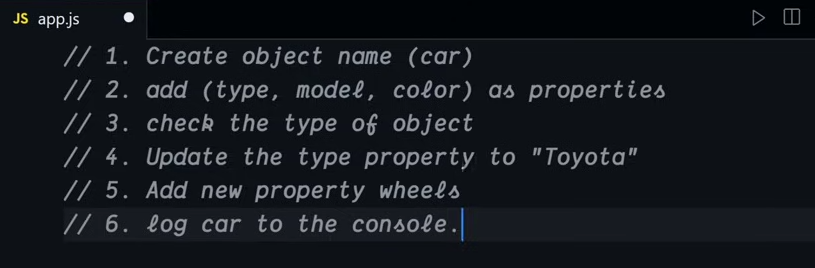 JS app.js
// 1. Create object name (car)
// 2. add (type, model, color) as properties
// 3. check the type of object
// 4. Update the type property to "Toyota"
// 5. Add new property wheels
// 6. log car to the console.